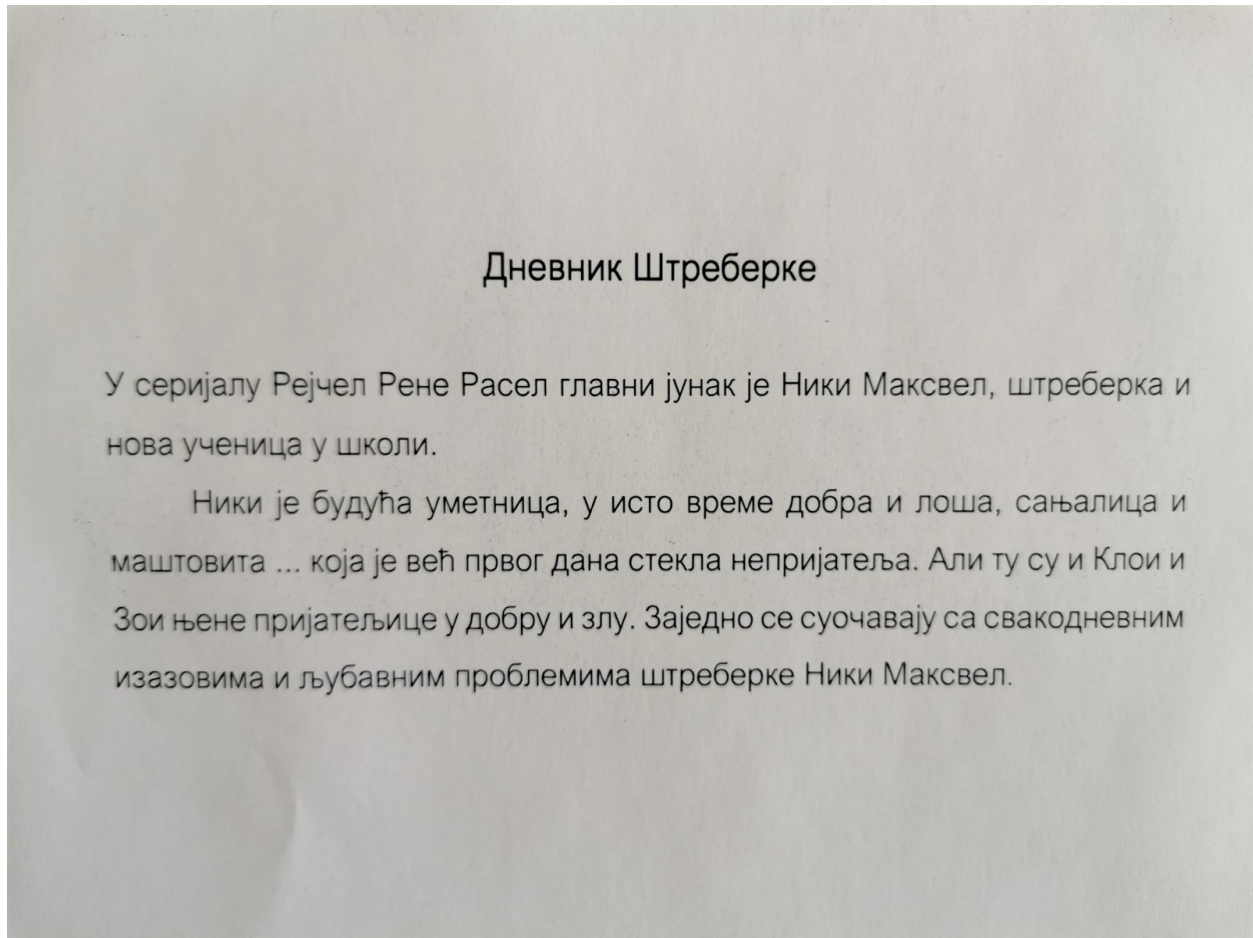 Дневник Штреберке
У серијалу Рејчел Рене Расел главни јунак је Ники Максвел, штреберка и
нова ученица у школи.
Ники је будућа уметница, у исто време добра и лоша, сањалица и
маштовита ... која је већ првог дана стекла непријатеља. Али ту су и Клои и
Зои њене пријатељице у добру и злу. Заједно се суочавају са свакодневним
изазовима и љубавним проблемима штреберке Ники Максвел.